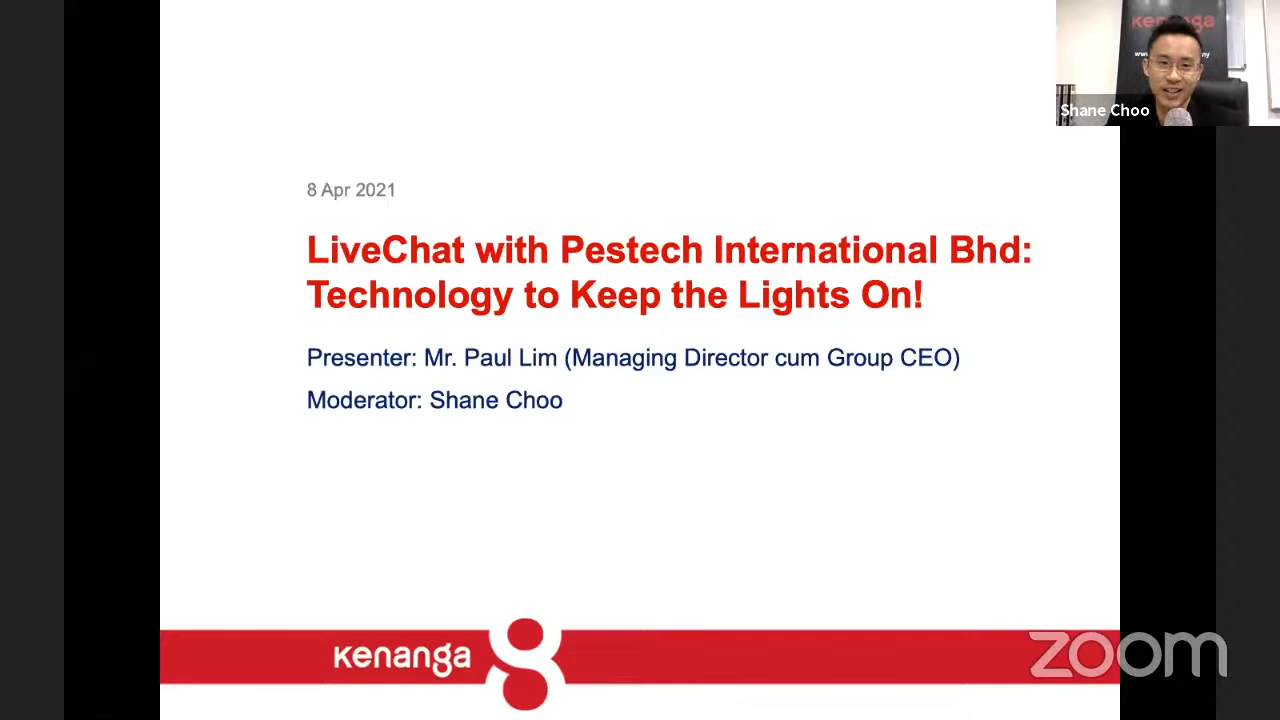 kenanga
Shane Choo
8 Apr 2021
LiveChat with Pestech International Bhd:
Technology to Keep the Lights On!
Presenter: Mr. Paul Lim (Managing Director cum Group CEO)
Moderator: Shane Choo
kenanga
zoom